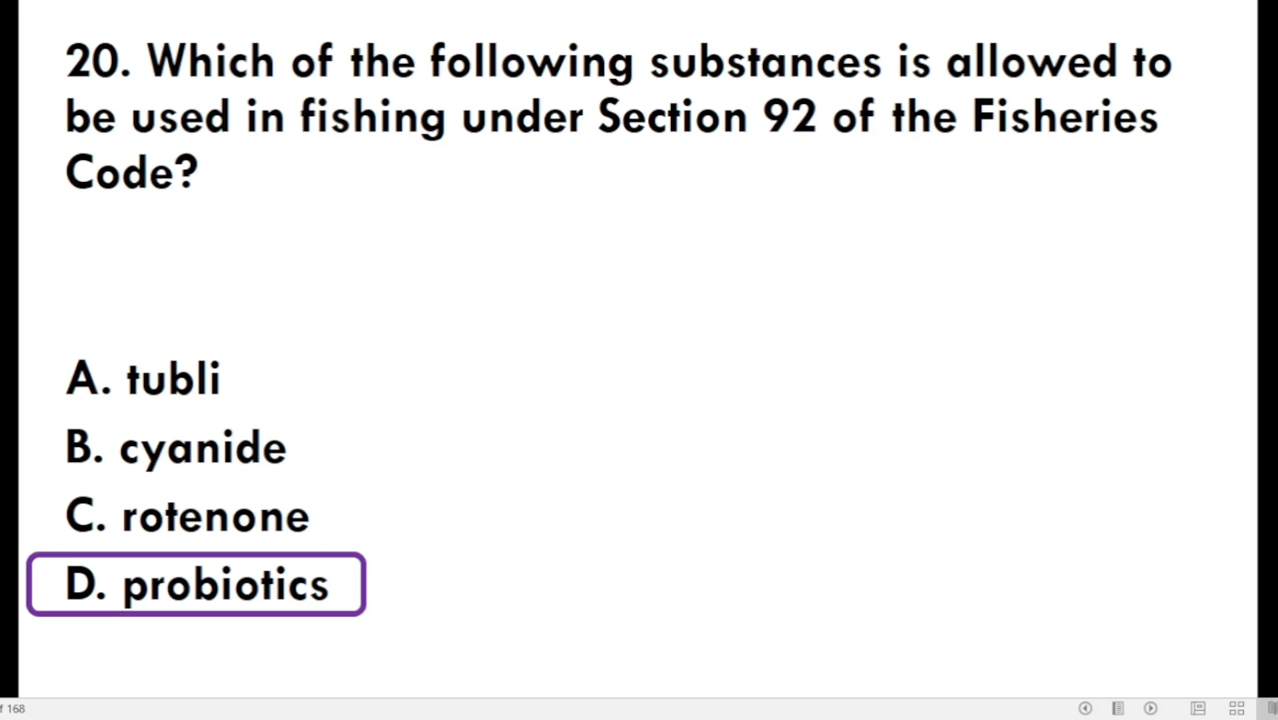 20. Which of the following substances is allowed to
be used in fishing under Section 92 of the Fisheries
Code?
A. tubli
B. cyanide
C. rotenone
D. probiotics
f 168